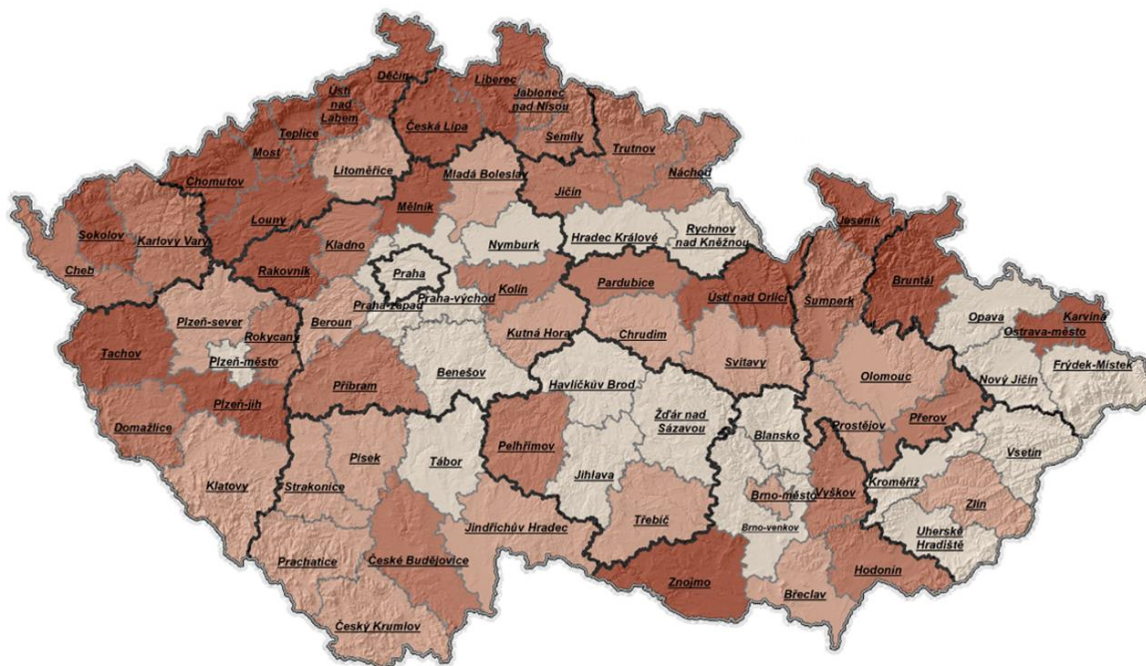 Děčín
Liberec
Ústí
nad
Labem
Jablonec
nad Nisou
Česká Lípa
Teplice
Semily
Most
Trutnov
Litoměřice
Mladá Boleslav
Náchod
Chomutov
Jičín
Mělník
Louny
Jeseník
Sokolov
Karlovy Vary
Kladno
Nymburk
Hradec Králové
Rychnov
nad Kněžnou
Cheb
Rakovník
Praha
Bruntál
Kolín
Pardubice
Ústí nad Orlicí
Šumperk
Praha-západ
Praha-východ
Karviná
Opava
Ostrava-město
Plzeň-sever
Rokycany
Beroun
Kutná Hora
Chrudim
Tachov
Plzeň-město
Svitavy
Frýdek-Místek
Benešov
Olomouc
Nový Jičín
Příbram
Havlíčkův Brod
Plzeň-jih
Žďár nad
Sázavou
Přerov
Domažlice
Prostějov
Blansko
Pelhřimov
Vsetín
Písek
Tábor
Jihlava
Klatovy
Strakonice
Kroměříž
Brno-město
Vyškov
Zlín
Třebíč
Jindřichův Hradec
Brno-venkov
Uherské
Hradiště
Prachatice
České Budějovice
Znojmo
Hodonín
Břeclav
Český Krumlov